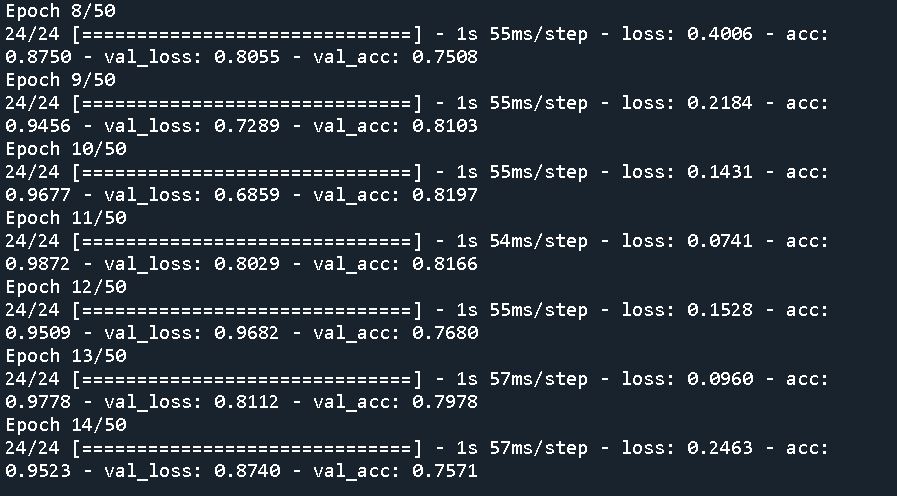 Epoch 8/50
24/24 [==============================] - 1s 55ms/step - loss: 0.4006 - acc:
0.8750 - val_loss: 0.8055 - val_acc: 0.7508
Epoch 9/50
24/24 [==============================] - 1s 55ms/step - loss: 0.2184 - acc:
0.9456 - val_loss: 0.7289 - val_acc: 0.8103
Epoch 10/50
24/24 [==============================] - 1s 55ms/step - loss: 0.1431 - acc:
0.9677 - val_loss: 0.6859 - val_acc: 0.8197
Epoch 11/50
24/24 [==============================] - 1s 54ms/step - loss: 0.0741 - acc:
0.9872 - val_loss: 0.8029 - val_acc: 0.8166
Epoch 12/50
24/24 [==============================] - 1s 55ms/step - loss: 0.1528 - acc:
0.9509 - val_loss: 0.9682 - val_acc: 0.7680
Epoch 13/50
24/24 [==============================] - 1s 57ms/step - loss: 0.0960 - acc:
0.9778 - val_loss: 0.8112 - val_acc: 0.7978
Epoch 14/50
24/24 [==============================] - 1s 57ms/step - loss: 0.2463 - acc:
0.9523 - val_loss: 0.8740 - val_acc: 0.7571